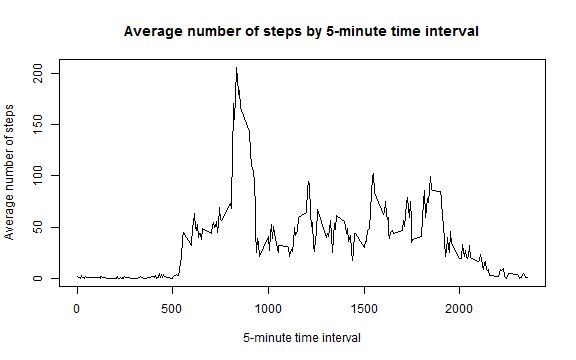 Average number of steps by 5-minute time interval
Average number of steps
200
150
100
50
0
0 500 1000 1500 2000
5-minute time interval